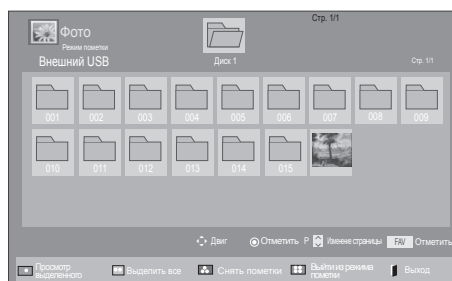 Стр. 1/1
Фото
Режим пометки
Внешний USB
Диск 1
Стр. 1/1
001 002 003 004 005 006 007 008 009
010 011 012 013 014 015
Двиг Отметить P Имеение страницы FAV Отметить
Просмотр выделенного
Выделить все
Снять пометки
Выйти из режима пометки
Выход